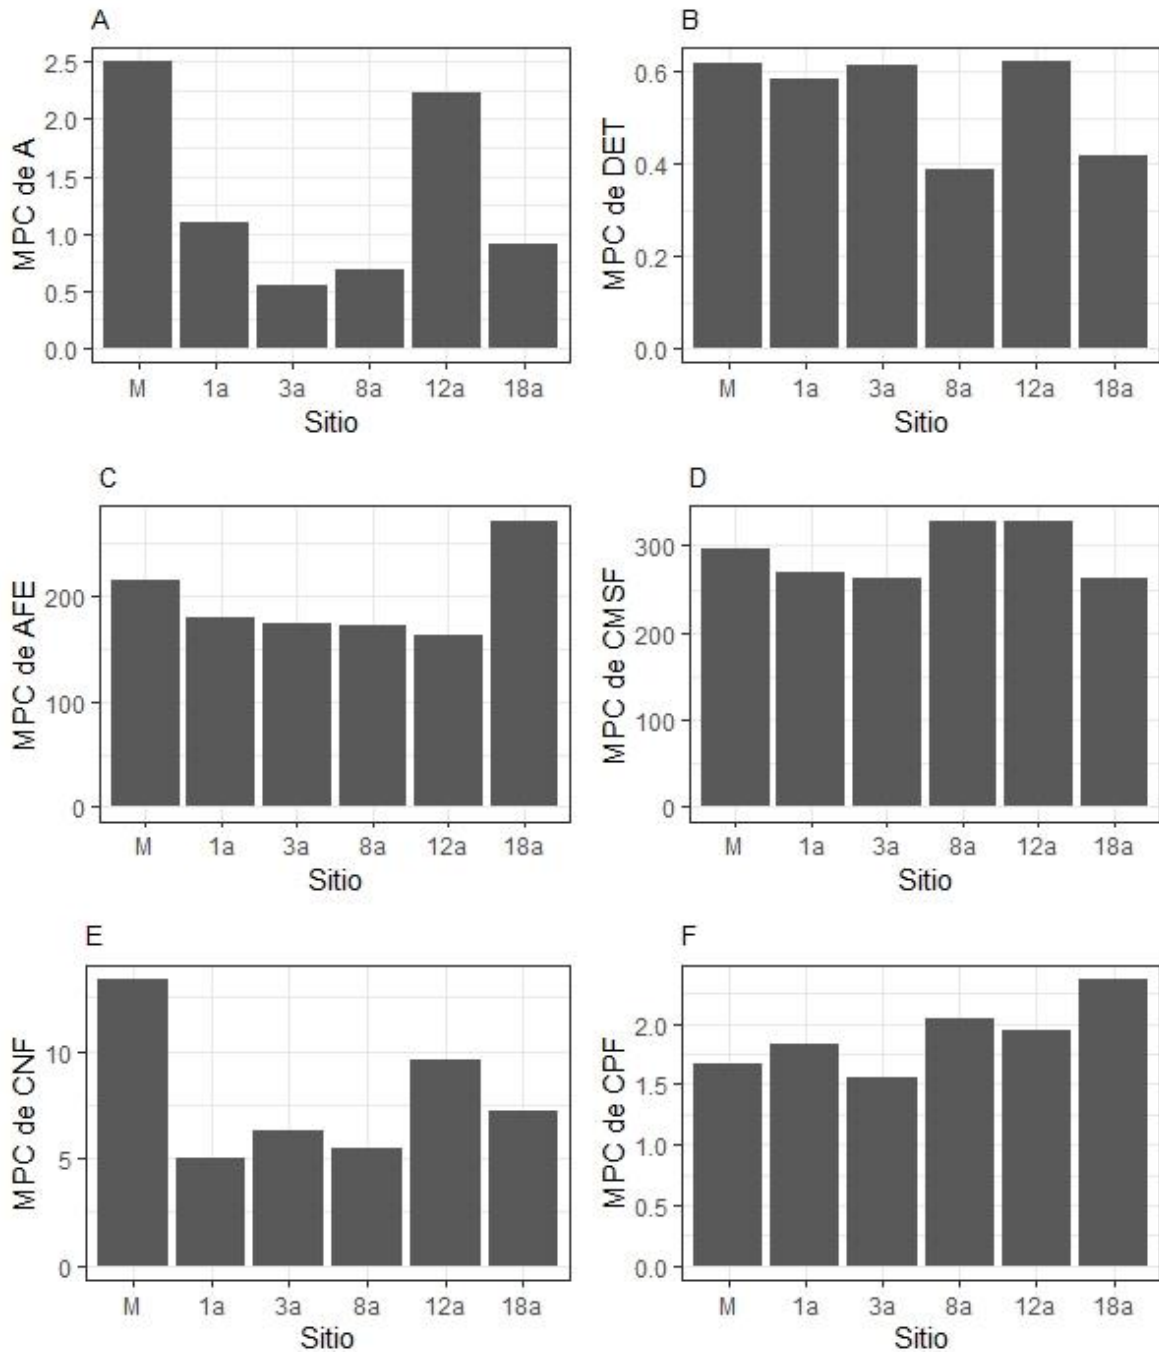 A
MPC de A
2.5
2.0
1.5
1.0
0.5
0.0
M 1a 3a 8a 12a 18a
Sitio
B
MPC de DET
0.6
0.4
0.2
0.0
M 1a 3a 8a 12a 18a
Sitio
C
MPC de AFE
200
100
0
M 1a 3a 8a 12a 18a
Sitio
D
MPC de CMSF
300
200
100
0
M 1a 3a 8a 12a 18a
Sitio
E
MPC de CNF
10
5
0
M 1a 3a 8a 12a 18a
Sitio
F
MPC de CPF
2.0
1.5
1.0
0.5
0.0
M 1a 3a 8a 12a 18a
Sitio